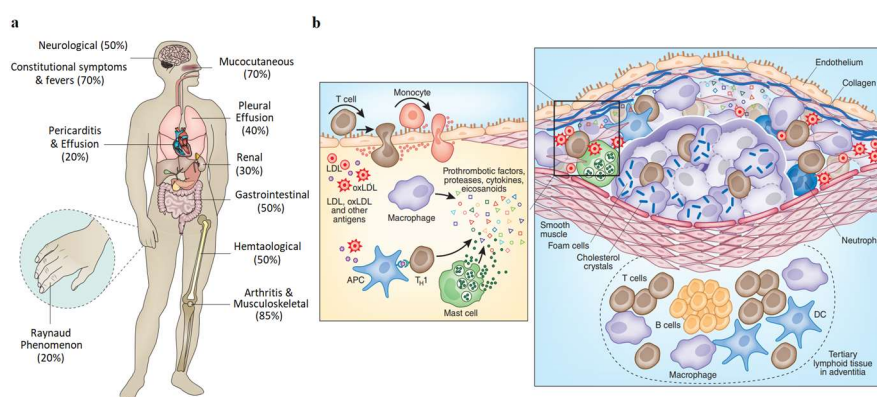 a
Neurological (50%)
Constitutional symptoms
& fevers (70%)
Mucocutaneous
(70%)
Pleural
Effusion
(40%)
Pericarditis
& Effusion
(20%)
Renal
(30%)
Gastrointestinal
(50%)
Hemtaological
(50%)
Arthritis &
Musculoskeletal
(85%)
Raynaud
Phenomenon
(20%)
b
T cell
Monocyte
LDL
oxLDL
LDL, oxLDL
and other
antigens
Macrophage
Prothrombotic factors,
proteases, cytokines,
eicosanoids
APC
TH1
Mast cell
Endothelium
Collagen
Smooth
muscle
Foam cells
Cholesterol
crystals
Neutroph
T cells
B cells
DC
Macrophage
Tertiary
lymphoid tissue
in adventitia